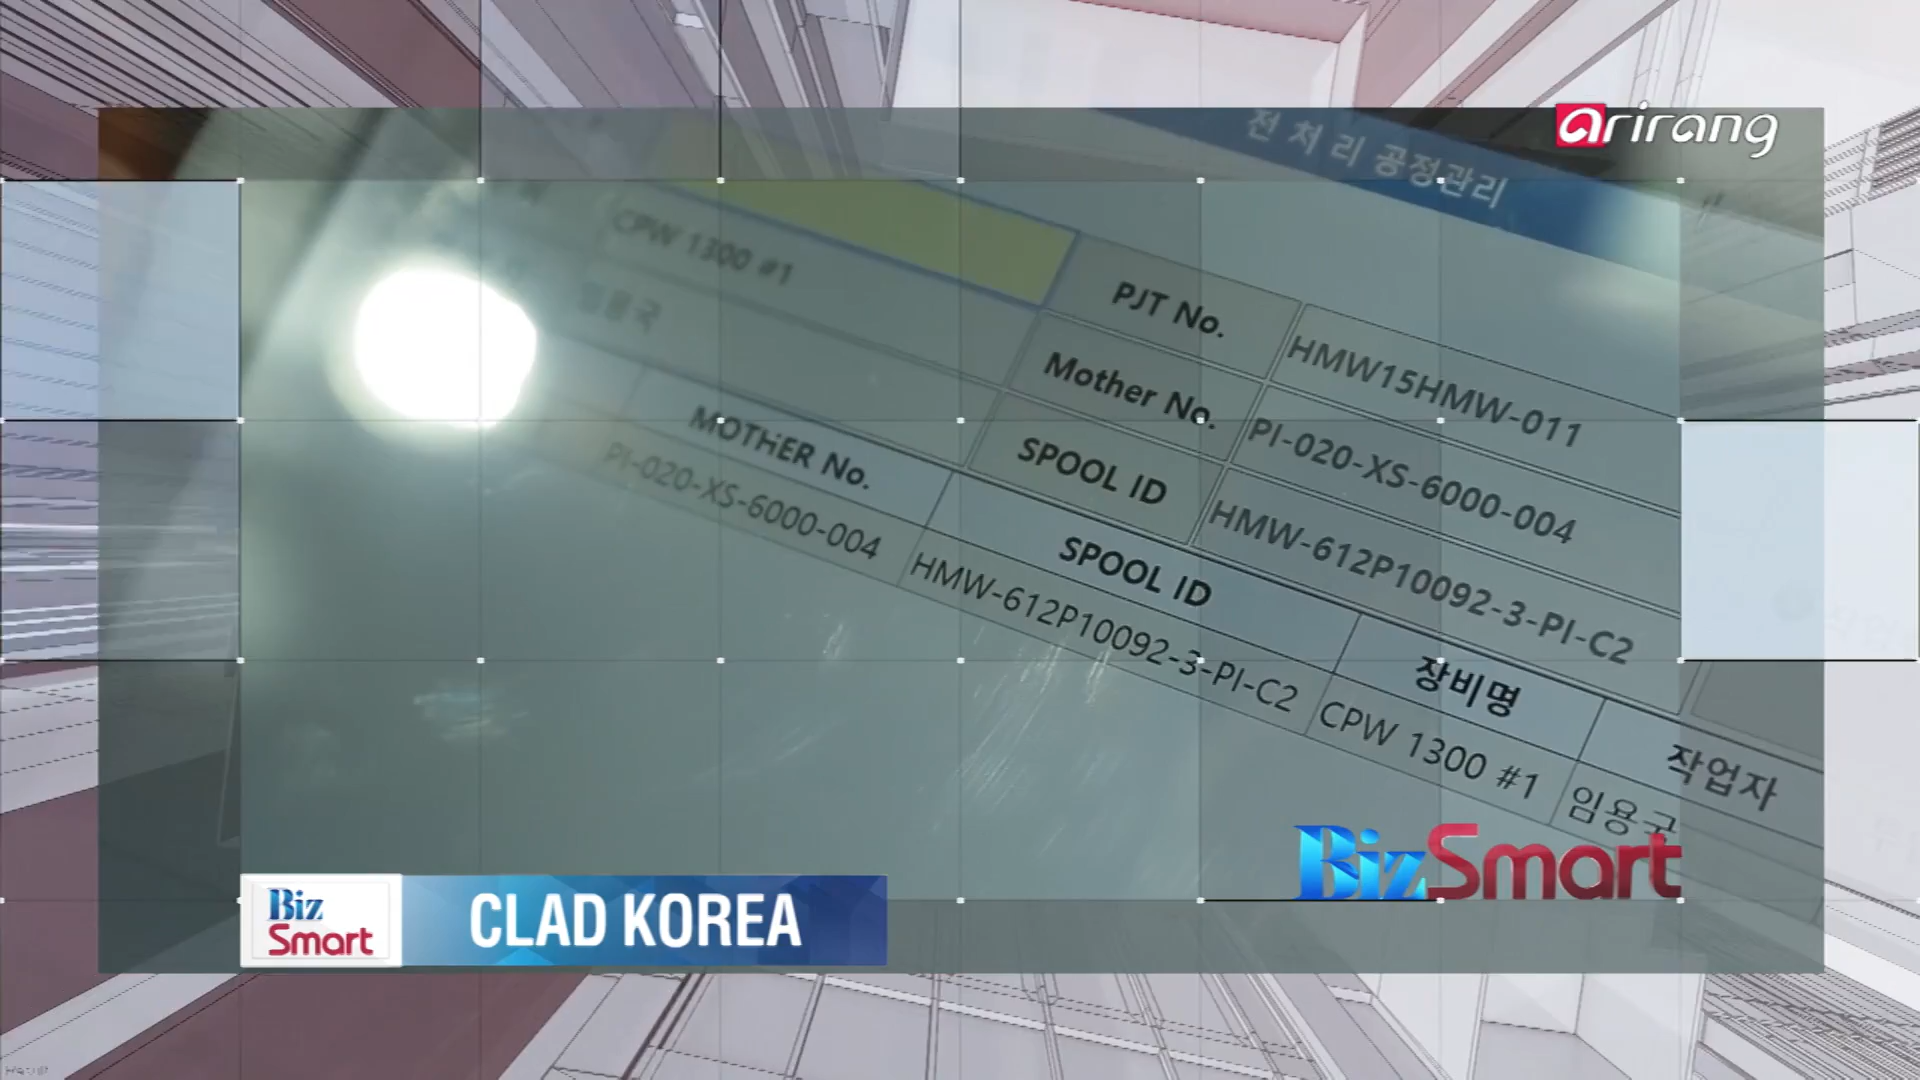 arirang
전처리 공정관리
CPW 1300 #1
PJT No.
HMW15HMW-011
Mother No.
PI-020-XS-6000-004
SPOOL ID
HMW-612P10092-3-PI-C2
MOTHER No.
SPOOL ID
장비명
작업자
PI-020-XS-6000-004
HMW-612P10092-3-PI-C2
CPW 1300 #1
임용국
BizSmart
Biz
Smart
CLAD KOREA